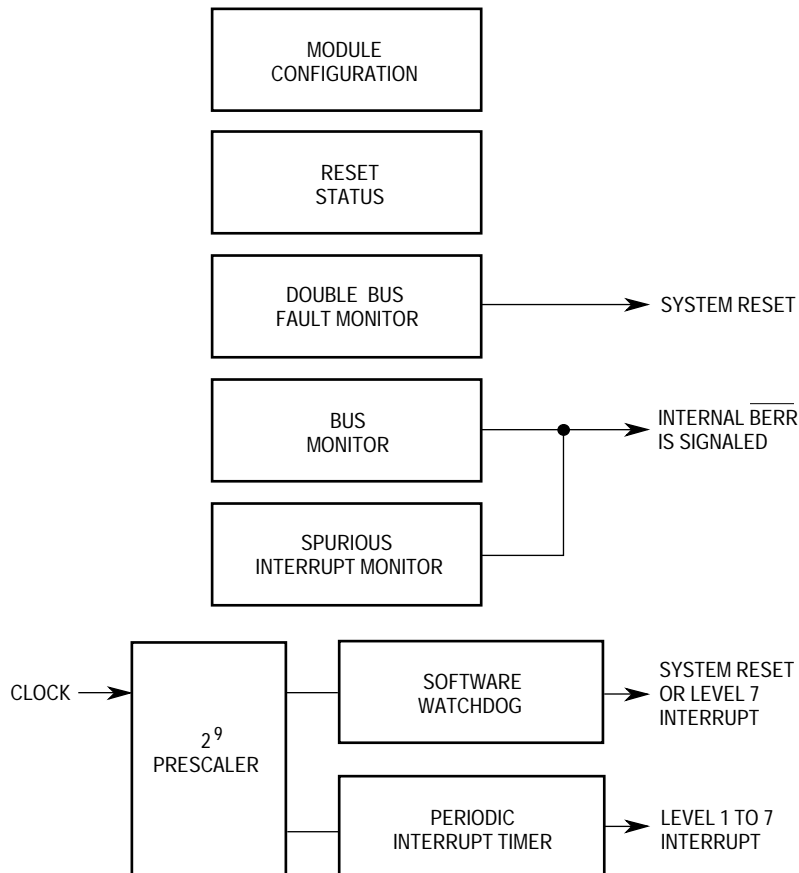 MODULE
CONFIGURATION
RESET
STATUS
DOUBLE BUS
FAULT MONITOR
SYSTEM RESET
BUS
MONITOR
INTERNAL BERR
IS SIGNALED
SPURIOUS
INTERRUPT MONITOR
CLOCK
2⁹
PRESCALER
SOFTWARE
WATCHDOG
SYSTEM RESET
OR LEVEL 7
INTERRUPT
PERIODIC
INTERRUPT TIMER
LEVEL 1 TO 7
INTERRUPT